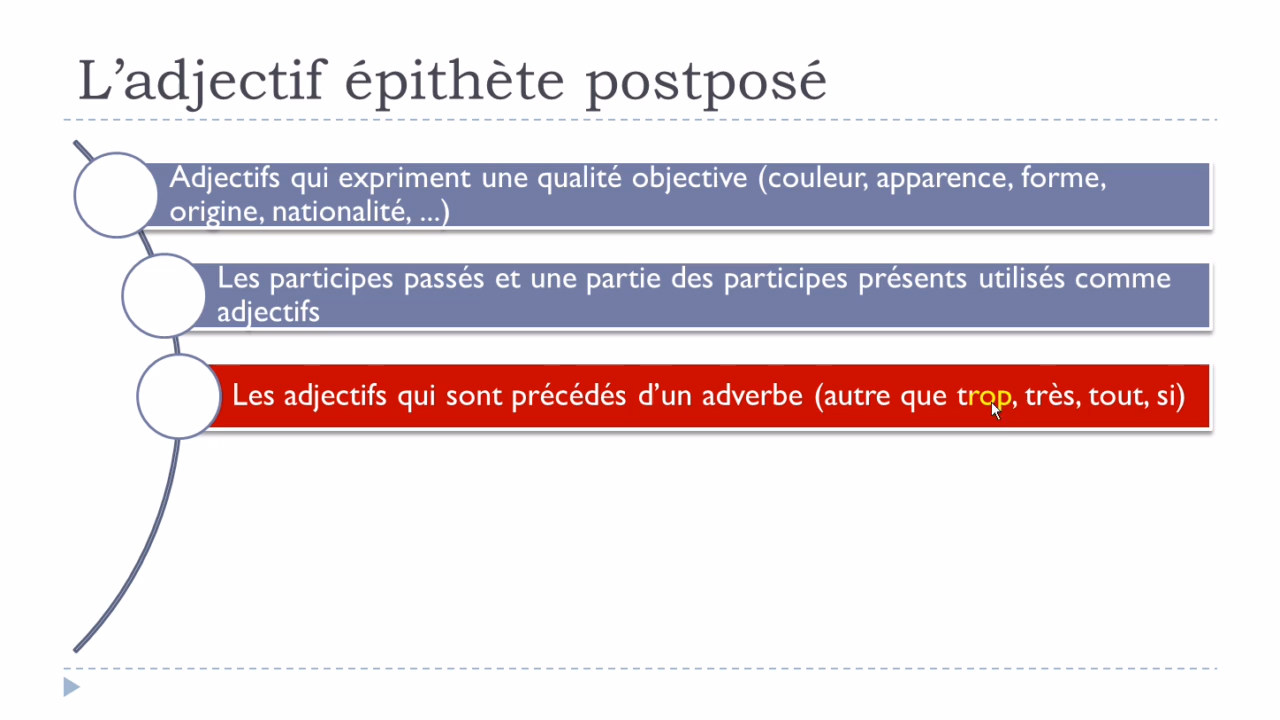 L’adjectif épithète postposé
Adjectifs qui expriment une qualité objective (couleur, apparence, forme,
origine, nationalité, ...)
Les participes passés et une partie des participes présents utilisés comme
adjectifs
Les adjectifs qui sont précédés d’un adverbe (autre que trop, très, tout, si)